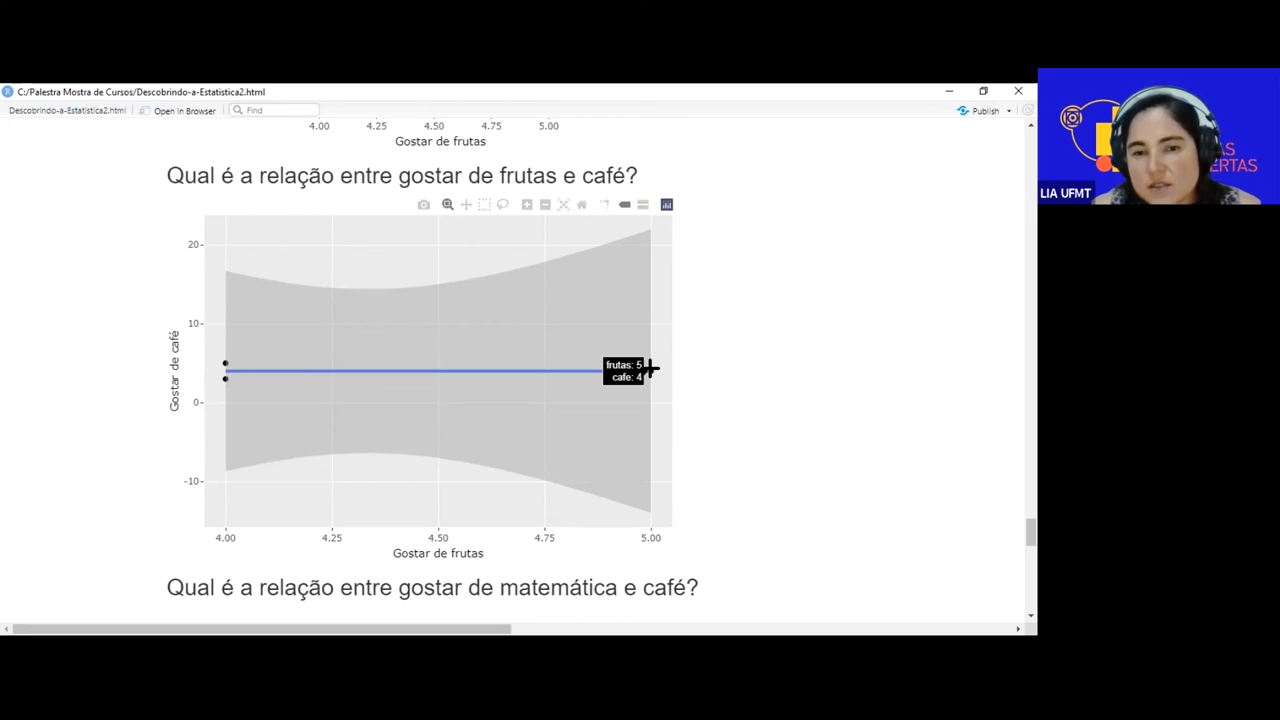 C:/Palestra Mostra de Cursos/Descobrindo-a-Estatistica2.html
Descobrindo-a-Estatistica2.html
Open in Browser
Find
Publish
4.00 4.25 4.50 4.75 5.00
Gostar de frutas
Qual é a relação entre gostar de frutas e café?
20
10
0
-10
Gostar de café
frutas: 5
cafe: 4
4.00 4.25 4.50 4.75 5.00
Gostar de frutas
Qual é a relação entre gostar de matemática e café?
LIA UFMT